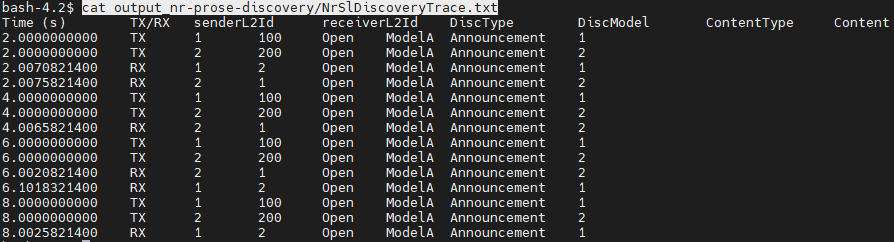 bash-4.2$ cat output_nr-prose-discovery/NrSlDiscoveryTrace.txt
Time (s) TX/RX senderL2Id receiverL2Id DiscType DiscModel ContentType Content
2.0000000000 TX 1 100 Open ModelA Announcement 1
2.0000000000 TX 2 200 Open ModelA Announcement 2
2.0070821400 RX 1 2 Open ModelA Announcement 1
2.0075821400 RX 2 1 Open ModelA Announcement 2
4.0000000000 TX 1 100 Open ModelA Announcement 1
4.0000000000 TX 2 200 Open ModelA Announcement 2
4.0065821400 RX 2 1 Open ModelA Announcement 2
6.0000000000 TX 1 100 Open ModelA Announcement 1
6.0000000000 TX 2 200 Open ModelA Announcement 2
6.0020821400 RX 2 1 Open ModelA Announcement 2
6.1018321400 RX 1 2 Open ModelA Announcement 1
8.0000000000 TX 1 100 Open ModelA Announcement 1
8.0000000000 TX 2 200 Open ModelA Announcement 2
8.0025821400 RX 1 2 Open ModelA Announcement 1